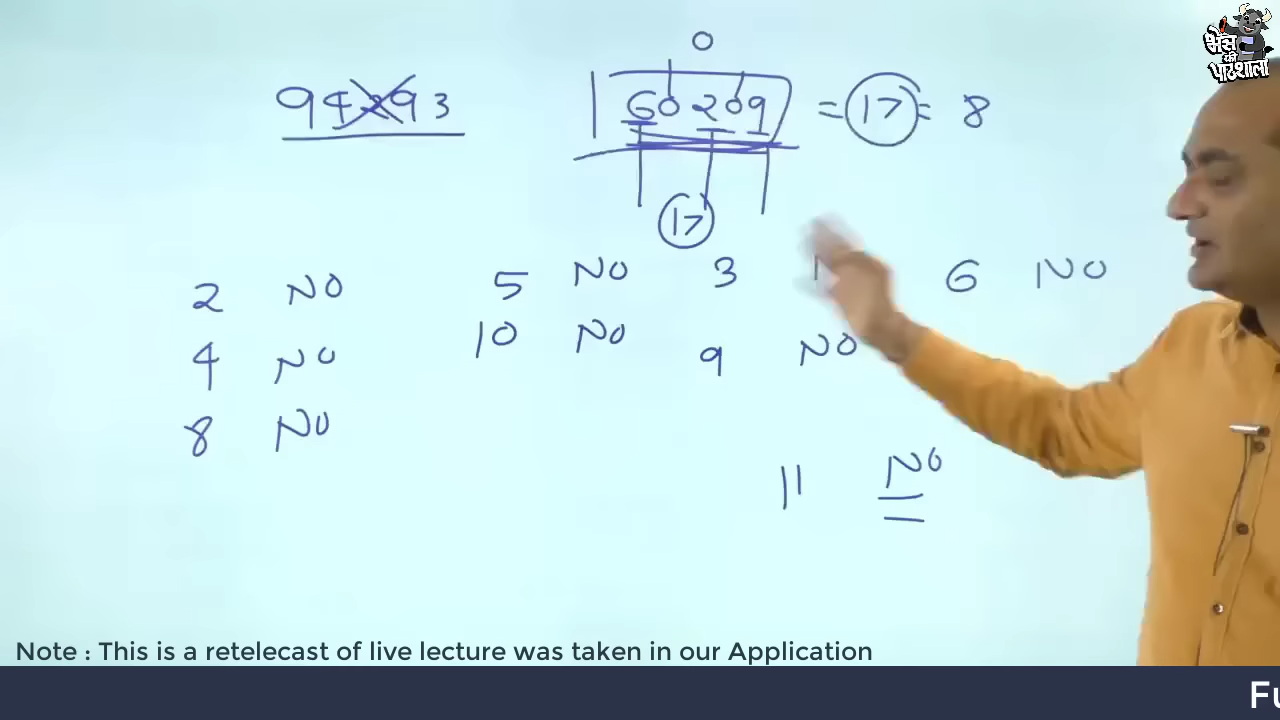 भैंस की पाठशाला
0
94293
60209 = 17 = 8
17
2 NO 5 NO 3 6 NO
4 NO 10 NO 9 NO
8 NO
11 NO
Note : This is a retelecast of live lecture was taken in our Application